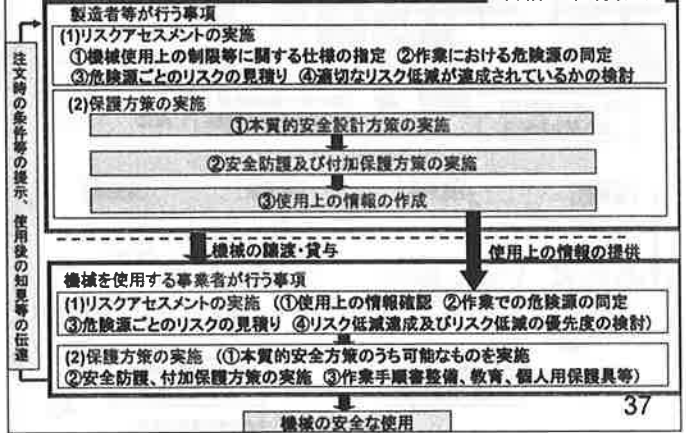 製造者等が行う事項
(1)リスクアセスメントの実施
①機械使用上の制限等に関する仕様の指定 ②作業における危険源の同定
③危険源ごとのリスクの見積り ④適切なリスク低減が達成されているかの検討
(2)保護方策の実施
①本質的安全設計方策の実施
②安全防護及び付加保護方策の実施
③使用上の情報の作成
機械の譲渡・貸与
使用上の情報の提供
機械を使用する事業者が行う事項
(1)リスクアセスメントの実施 (①使用上の情報確認 ②作業での危険源の同定
③危険源ごとのリスクの見積り ④リスク低減達成及びリスク低減の優先度の検討)
(2)保護方策の実施 (①本質的安全方策のうち可能なものを実施
②安全防護、付加保護方策の実施 ③作業手順書整備、教育、個人用保護具等)
機械の安全な使用
注文時の条件等の提示、使用後の知見等の伝達
37